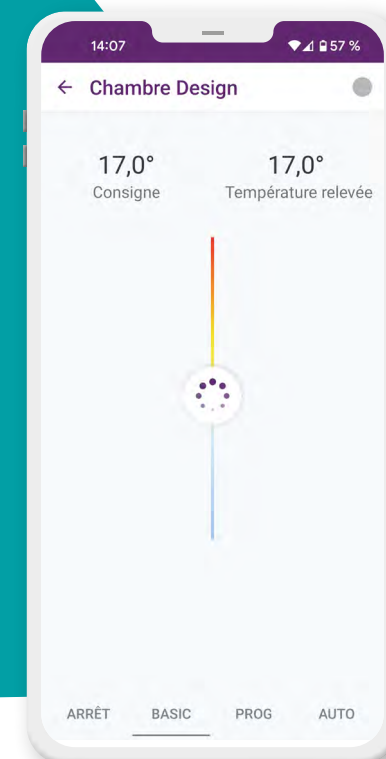 14:07 57 %
← Chambre Design
17,0° 17,0°
Consigne Température relevée
ARRÊT BASIC PROG AUTO